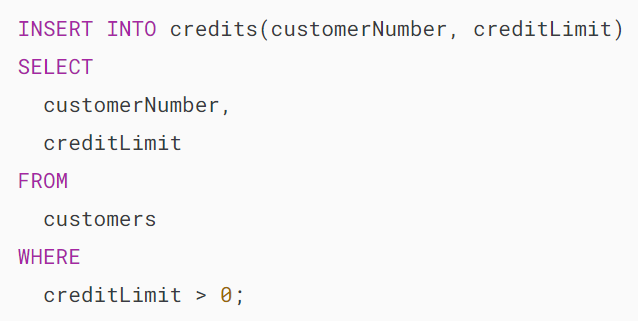 INSERT INTO credits(customerNumber, creditLimit)
SELECT
  customerNumber,
  creditLimit
FROM
  customers
WHERE
  creditLimit > 0;